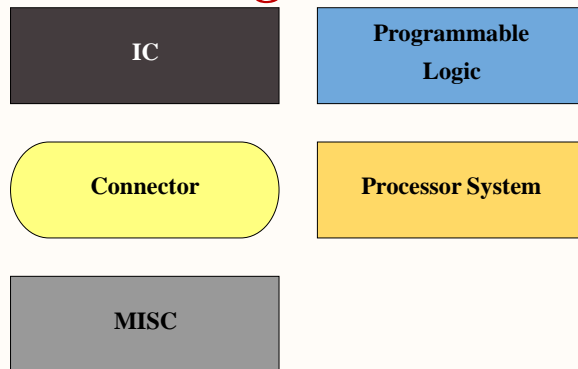 IC
Programmable
Logic
Connector
Processor System
MISC